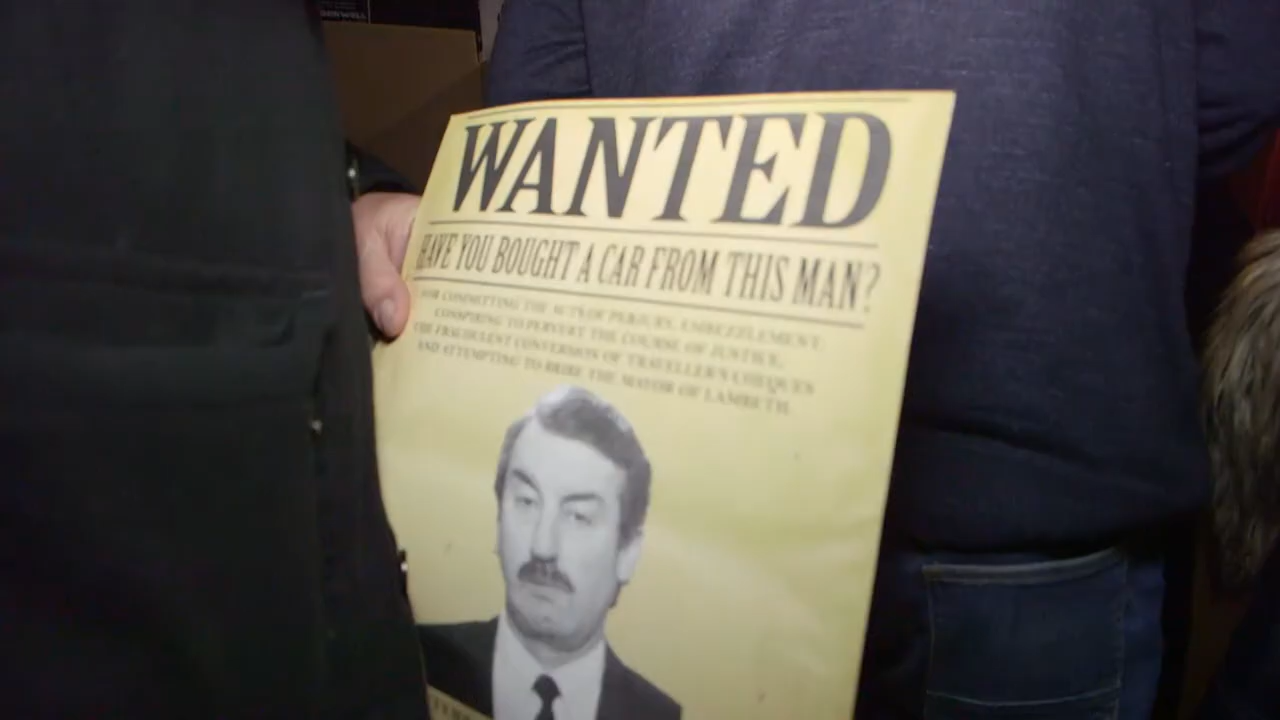 WANTED
HAVE YOU BOUGHT A CAR FROM THIS MAN?
FOR COMMITTING THE ACTS OF PERJURY, EMBEZZLEMENT,
CONSPIRING TO PERVERT THE COURSE OF JUSTICE,
THE FRAUDULENT CONVERSION OF TRAVELLER'S CHEQUES
AND ATTEMPTING TO BRIBE THE MAYOR OF LAMBETH.